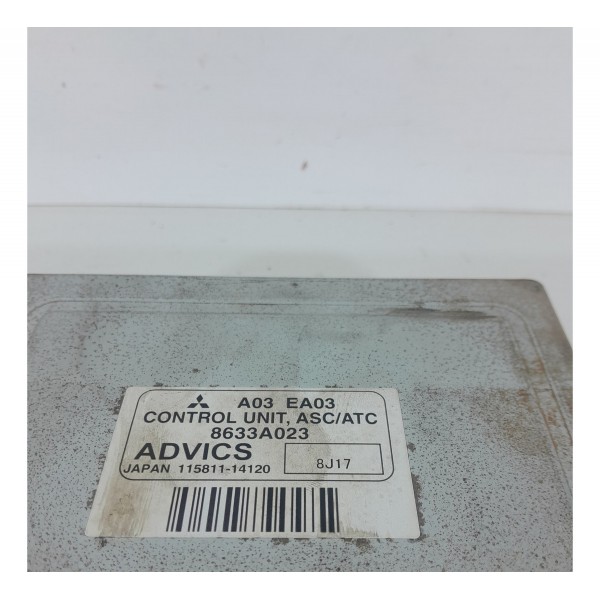 A03 EA03
CONTROL UNIT, ASC/ATC
8633A023
ADVICS
JAPAN 115811-14120 8J17